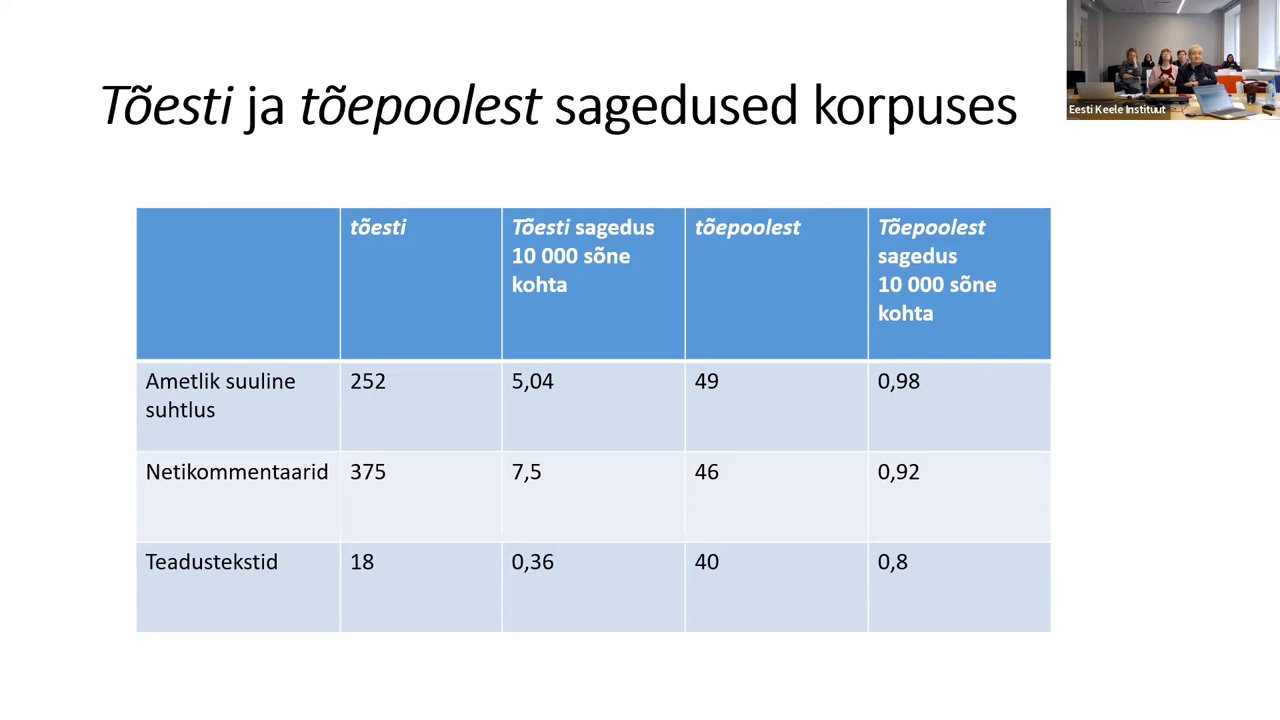 Tõesti ja tõepoolest sagedused korpuses
Eesti Keele Instituut
tõesti
Tõesti sagedus
10 000 sõne
kohta
tõepoolest
Tõepoolest
sagedus
10 000 sõne
kohta
Ametlik suuline
suhtlus
252
5,04
49
0,98
Netikommentaarid
375
7,5
46
0,92
Teadustekstid
18
0,36
40
0,8